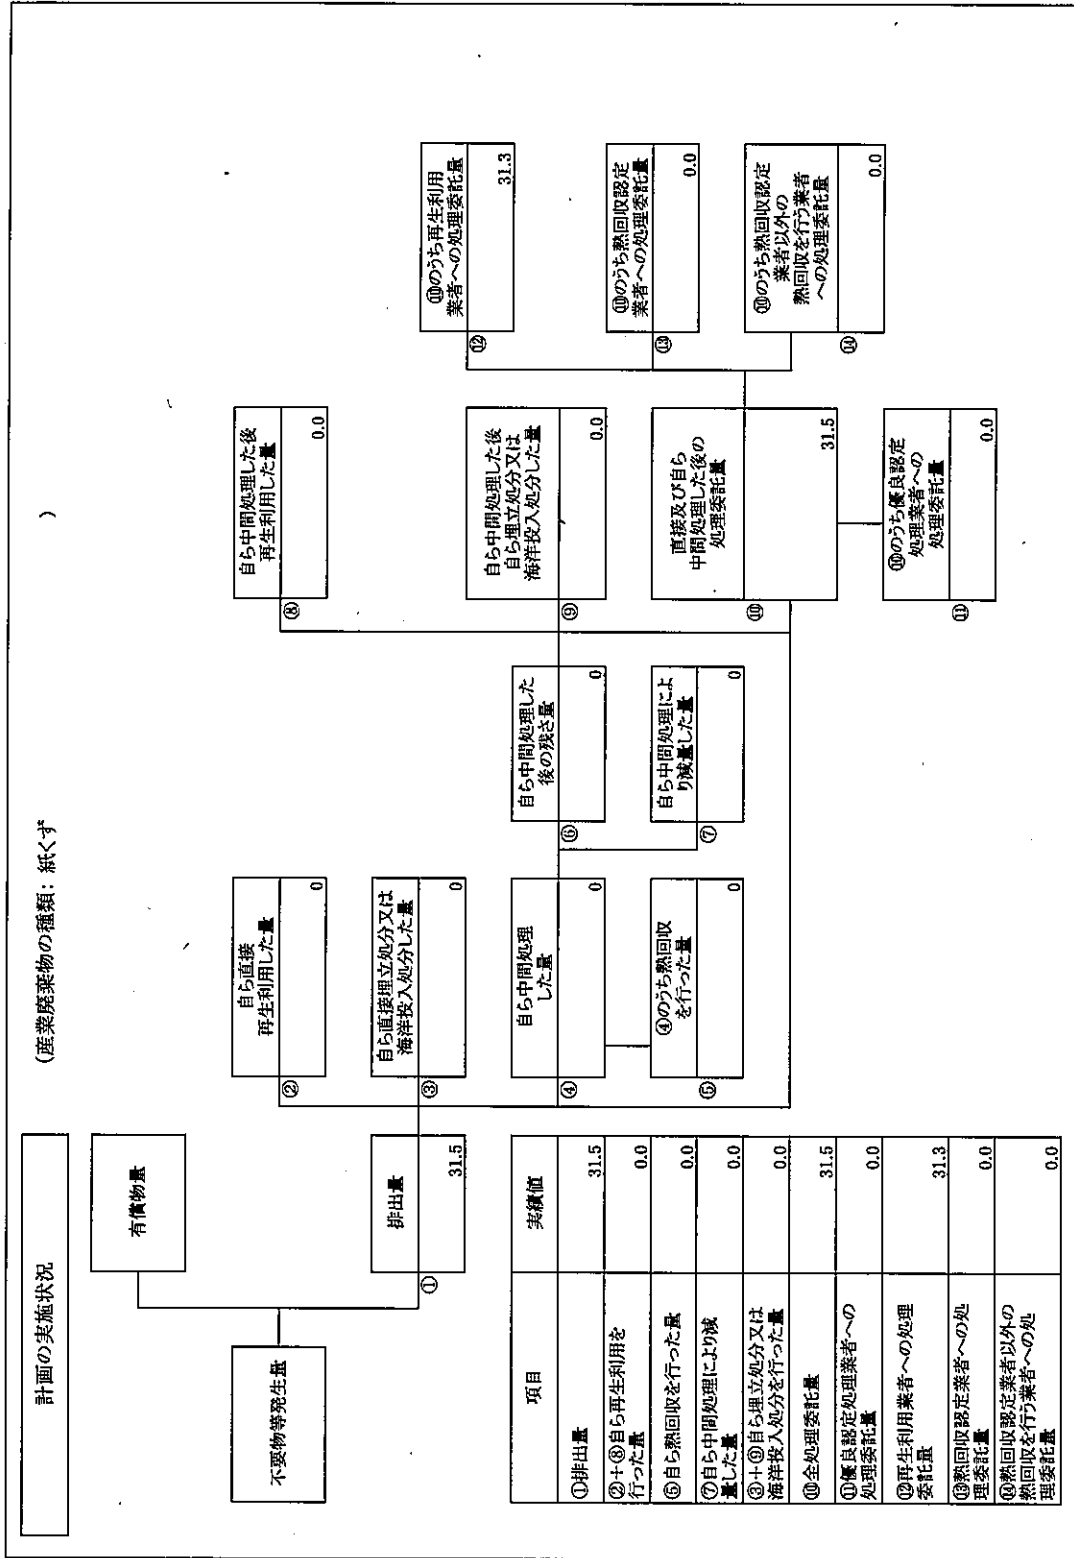 計画の実施状況
(産業廃棄物の種類: 紙くず )
不要物等発生量
有償物量
①
排出量
31.5
②
自ら直接
再生利用した量
0
③
自ら直接埋立処分又は
海洋投入処分した量
0
④
自ら中間処理
した量
0
⑤
④のうち熱回収
を行った量
0
⑥
自ら中間処理した
後の残さ量
0
⑦
自ら中間処理によ
り減量した量
0
⑧
自ら中間処理した後
再生利用した量
0.0
⑨
自ら中間処理した後
自ら埋立処分又は
海洋投入処分した量
0.0
⑩
直接及び自ら
中間処理した後の
処理委託量
31.5
⑪
⑩のうち優良認定
処理業者への
処理委託量
0.0
⑫
⑩のうち再生利用
業者への処理委託量
31.3
⑬
⑩のうち熱回収認定
業者への処理委託量
0.0
⑭
⑩のうち熱回収認定
業者以外の
熱回収を行う業者
への処理委託量
0.0
項目 実績値
①排出量 31.5
②+⑧自ら再生利用を
行った量 0.0
⑤自ら熱回収を行った量 0.0
⑦自ら中間処理により減
量した量 0.0
③+⑨自ら埋立処分又は
海洋投入処分を行った量 0.0
⑩全処理委託量 31.5
⑪優良認定処理業者への
処理委託量 0.0
⑫再生利用業者への処理
委託量 31.3
⑬熱回収認定業者への処
理委託量 0.0
⑭熱回収認定業者以外の
熱回収を行う業者への処
理委託量 0.0